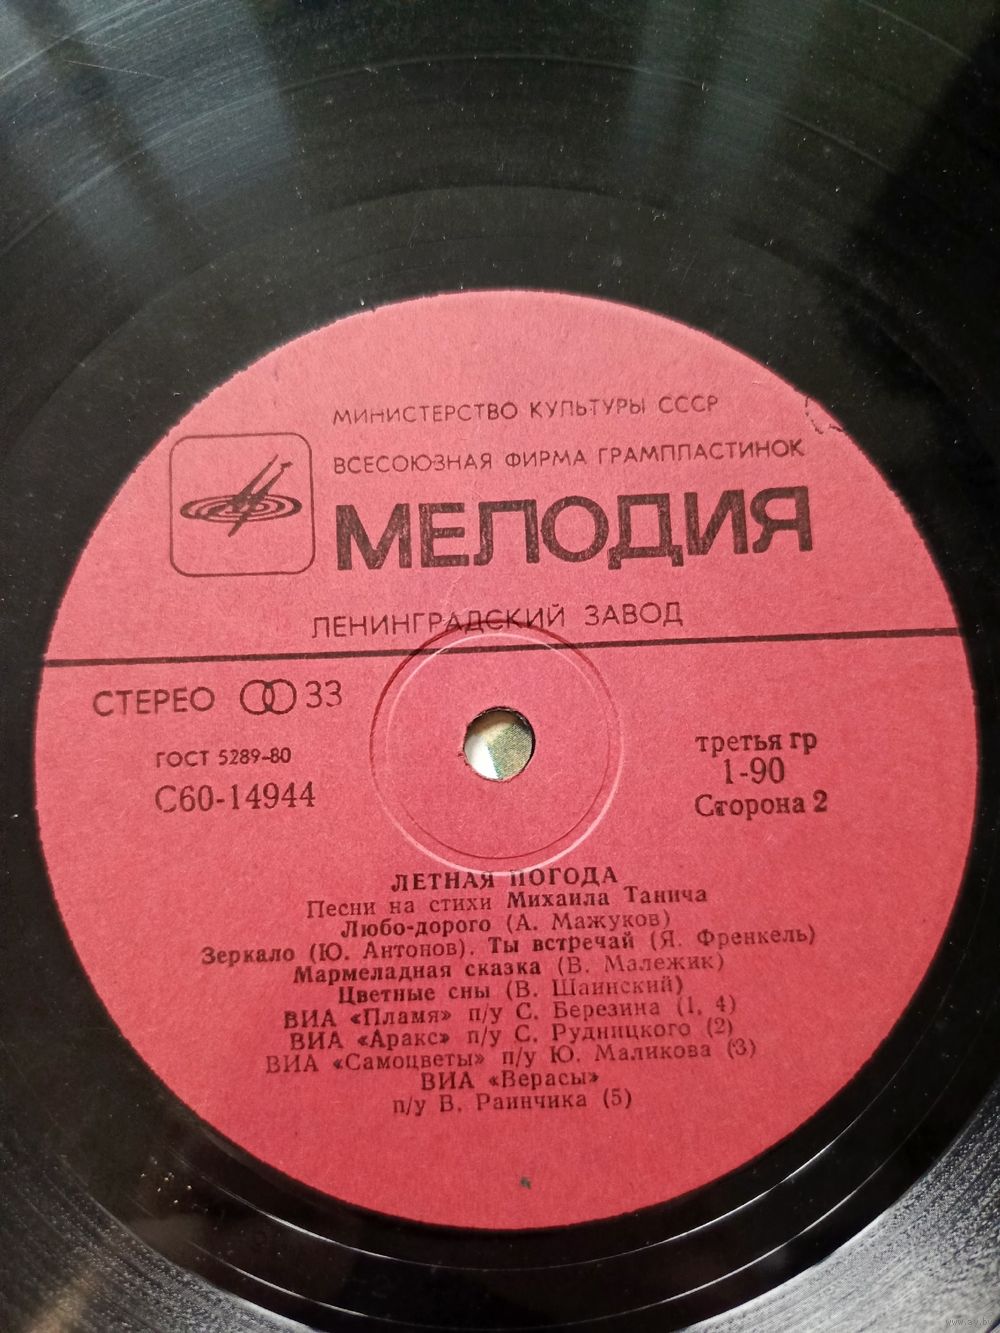 МИНИСТЕРСТВО КУЛЬТУРЫ СССР
ВСЕСОЮЗНАЯ ФИРМА ГРАМПЛАСТИНОК
МЕЛОДИЯ
ЛЕНИНГРАДСКИЙ ЗАВОД
СТЕРЕО 33
ГОСТ 5289-80
С60-14944
третья гр
1-90
Сторона 2
ЛЕТНАЯ ПОГОДА
Песни на стихи Михаила Танича
Любо-дорого (А. Мажуков)
Зеркало (Ю. Антонов). Ты встречай (Я. Френкель)
Мармеладная сказка (В. Малежик)
Цветные сны (В. Шаинский)
ВИА «Пламя» п/у С. Березина (1, 4)
ВИА «Аракс» п/у С. Рудницкого (2)
ВИА «Самоцветы» п/у Ю. Маликова (3)
ВИА «Верасы»
п/у В. Раинчика (5)
www.ay.by